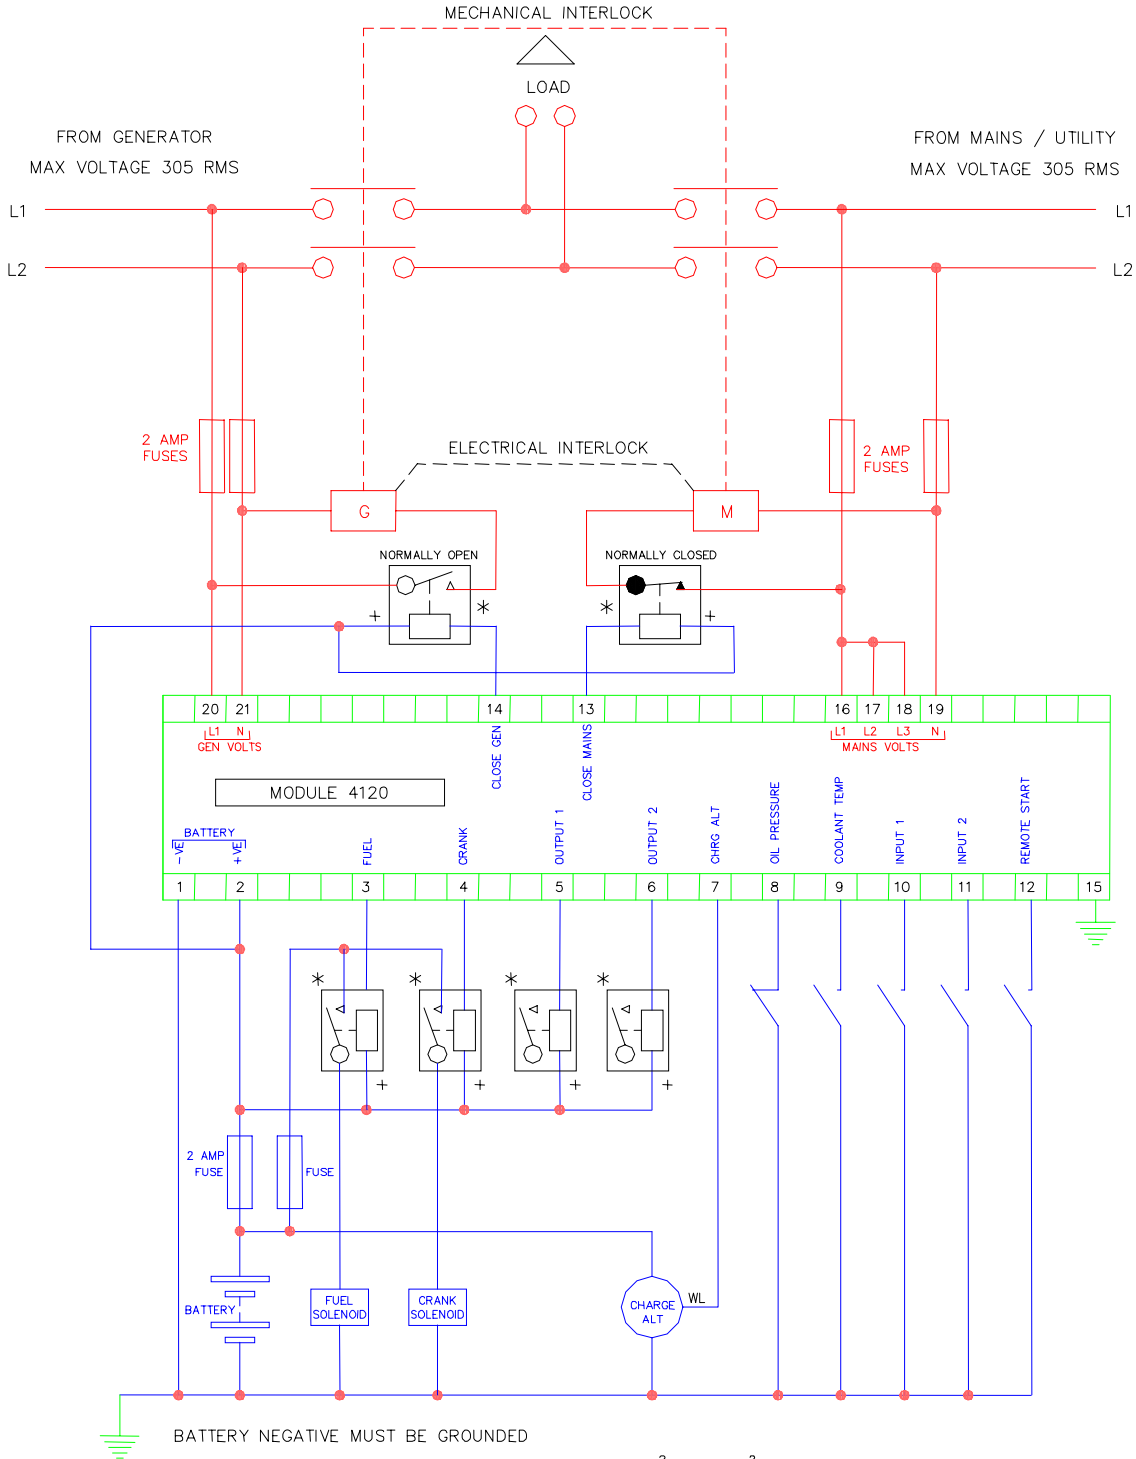 MECHANICAL INTERLOCK
LOAD
FROM GENERATOR
MAX VOLTAGE 305 RMS
FROM MAINS / UTILITY
MAX VOLTAGE 305 RMS
L1
L1
L2
L2
2 AMP
FUSES
ELECTRICAL INTERLOCK
2 AMP
FUSES
G
M
NORMALLY OPEN
NORMALLY CLOSED
+
*
*
+
20
21
14
13
16
17
18
19
L1
N
GEN VOLTS
CLOSE GEN
CLOSE MAINS
L1
L2
L3
N
MAINS VOLTS
MODULE 4120
BATTERY
-VE
+VE
FUEL
CRANK
OUTPUT 1
OUTPUT 2
CHRG ALT
OIL PRESSURE
COOLANT TEMP
INPUT 1
INPUT 2
REMOTE START
1
2
3
4
5
6
7
8
9
10
11
12
15
*
*
*
*
+
+
+
+
2 AMP
FUSE
FUSE
BATTERY
FUEL
SOLENOID
CRANK
SOLENOID
CHARGE
ALT
WL
BATTERY NEGATIVE MUST BE GROUNDED